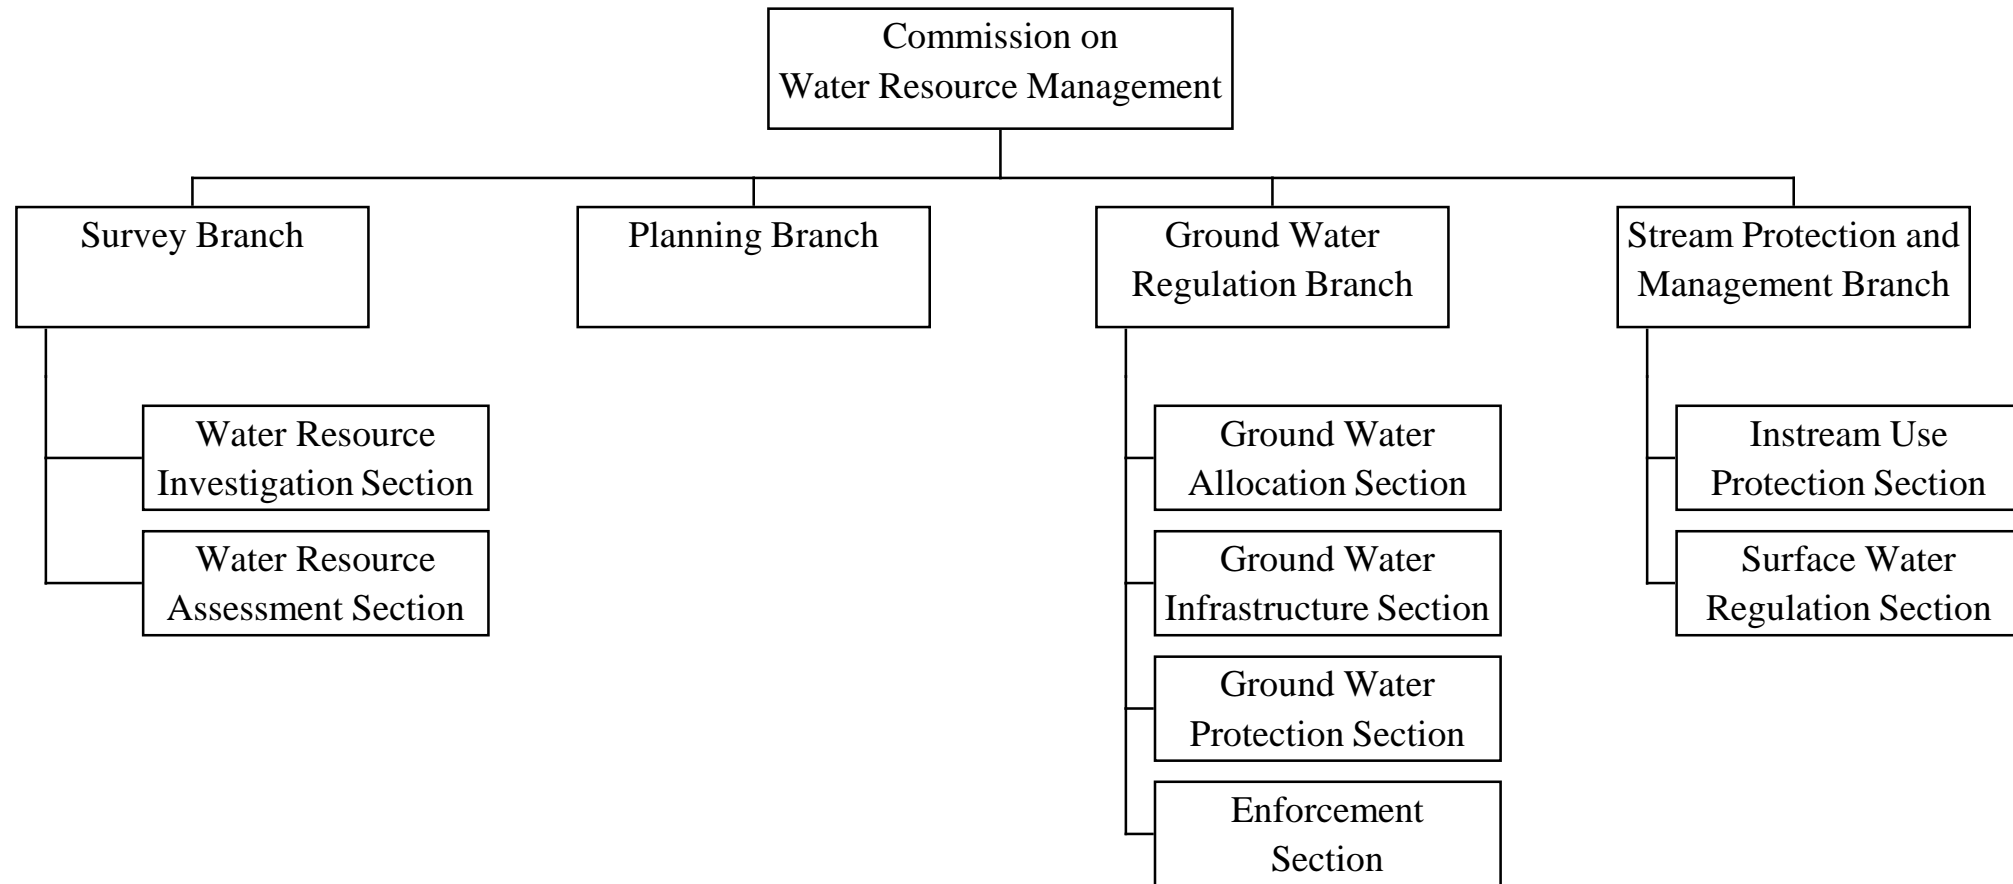 Commission on
Water Resource Management
Survey Branch
Planning Branch
Ground Water
Regulation Branch
Stream Protection and
Management Branch
Water Resource
Investigation Section
Water Resource
Assessment Section
Ground Water
Allocation Section
Ground Water
Infrastructure Section
Ground Water
Protection Section
Enforcement
Section
Instream Use
Protection Section
Surface Water
Regulation Section